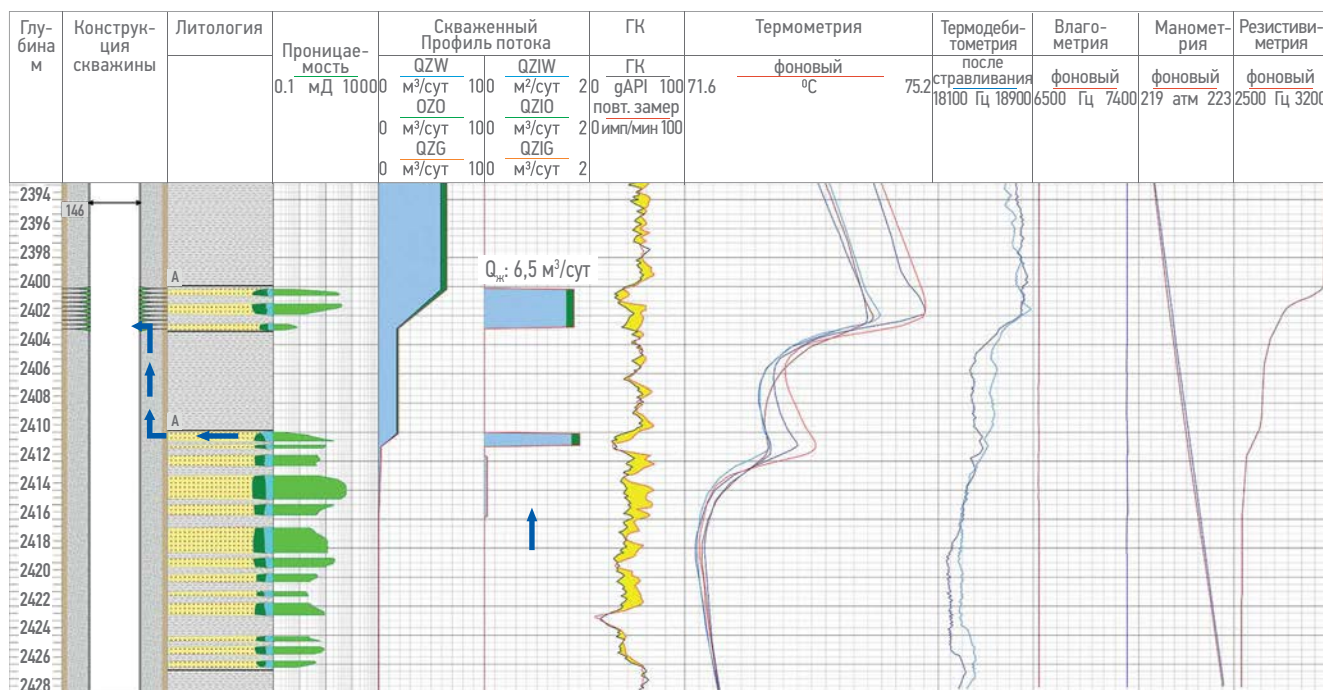 Глу-
бина
м
Конструк-
ция
скважины
Литология
Проницае-
мость
0.1 мД 1000
Скваженный
Профиль потока
QZW
0 м³/сут 10
QZO
0 м³/сут 10
QZG
0 м³/сут 10
QZIW
0 м²/сут 2
QZIO
0 м³/сут 2
QZIG
0 м³/сут 2
ГК
ГК
0 gAPI 100
повт. замер
0 имп/мин 100
Термометрия
фоновый
71.6 ⁰С 75.2
Термодеби-
тометрия
после
стравливания
18100 Гц 18900
Влаго-
метрия
фоновый
6500 Гц 7400
Маномет-
рия
фоновый
219 атм 223
Резистиви-
метрия
фоновый
2500 Гц 3200
2394
2396
2398
2400
2402
2404
2406
2408
2410
2412
2414
2416
2418
2420
2422
2424
2426
2428
146
А
А
Qж: 6,5 м³/сут